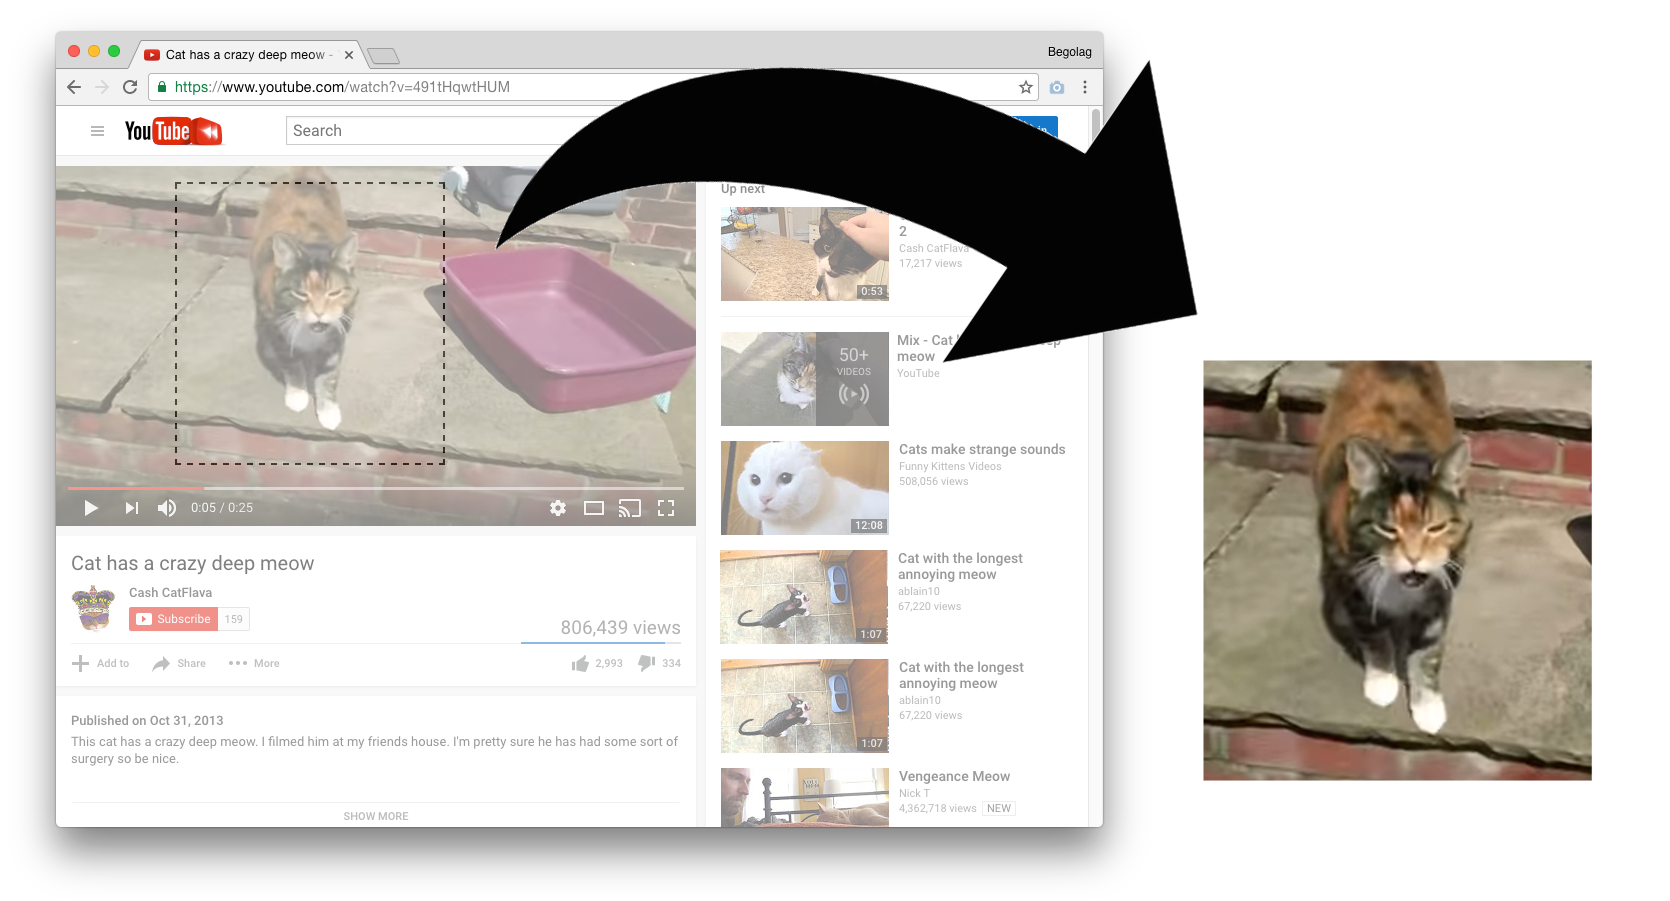 Cat has a crazy deep meow -
Begolag
https://www.youtube.com/watch?v=491tHqwtHUM
YouTube
Search
in
Up next
2
Cash CatFlava
17,217 views
0:53
Mix - Cat
meow
YouTube
50+
VIDEOS
Cats make strange sounds
Funny Kittens Videos
508,056 views
12:08
0:05 / 0:25
Cat has a crazy deep meow
Cash CatFlava
Subscribe 159
806,439 views
Add to Share More 2,993 334
Published on Oct 31, 2013
This cat has a crazy deep meow. I filmed him at my friends house. I'm pretty sure he has had some sort of
surgery so be nice.
SHOW MORE
Cat with the longest
annoying meow
ablain10
67,220 views
1:07
Cat with the longest
annoying meow
ablain10
67,220 views
1:07
Vengeance Meow
Nick T
4,362,718 views NEW